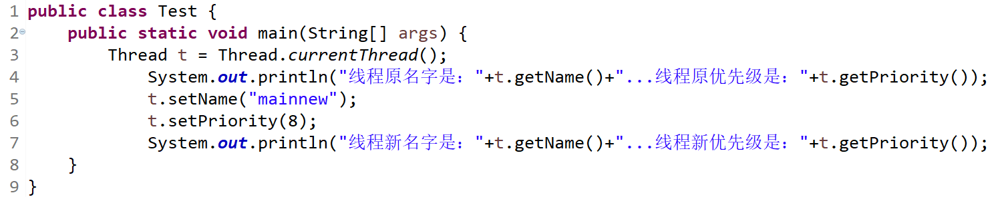 1 public class Test {
2 public static void main(String[] args) {
3 Thread t = Thread.currentThread();
4 System.out.println("线程原名字是："+t.getName()+"...线程原优先级是："+t.getPriority());
5 t.setName("mainnew");
6 t.setPriority(8);
7 System.out.println("线程新名字是："+t.getName()+"...线程新优先级是："+t.getPriority());
8 }
9 }